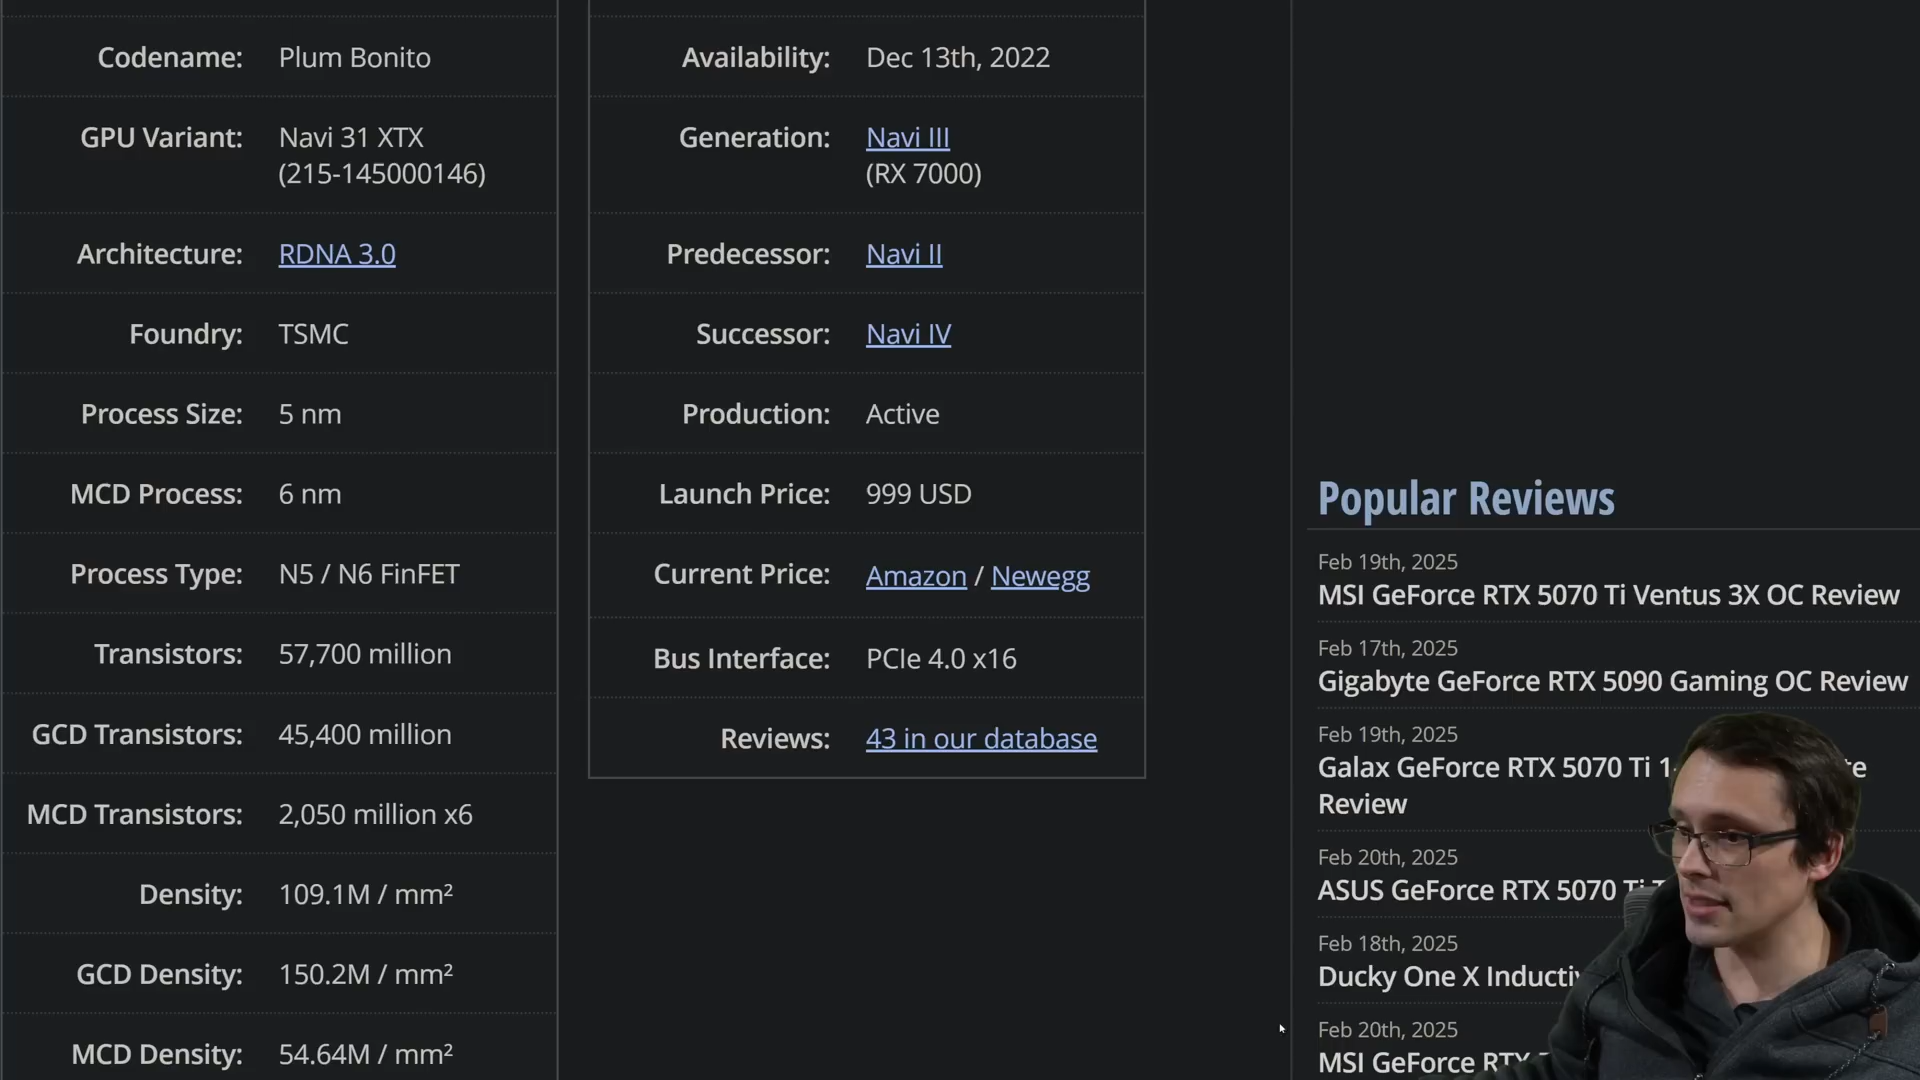 Codename: Plum Bonito
GPU Variant: Navi 31 XTX
(215-145000146)
Architecture: RDNA 3.0
Foundry: TSMC
Process Size: 5 nm
MCD Process: 6 nm
Process Type: N5 / N6 FinFET
Transistors: 57,700 million
GCD Transistors: 45,400 million
MCD Transistors: 2,050 million x6
Density: 109.1M / mm²
GCD Density: 150.2M / mm²
MCD Density: 54.64M / mm²
Availability: Dec 13th, 2022
Generation: Navi III
(RX 7000)
Predecessor: Navi II
Successor: Navi IV
Production: Active
Launch Price: 999 USD
Current Price: Amazon / Newegg
Bus Interface: PCIe 4.0 x16
Reviews: 43 in our database
Popular Reviews
Feb 19th, 2025
MSI GeForce RTX 5070 Ti Ventus 3X OC Review
Feb 17th, 2025
Gigabyte GeForce RTX 5090 Gaming OC Review
Feb 19th, 2025
Galax GeForce RTX 5070 Ti
Review
Feb 20th, 2025
ASUS GeForce RTX 5070 Ti
Feb 18th, 2025
Ducky One X
Feb 20th, 2025
MSI GeForce RTX